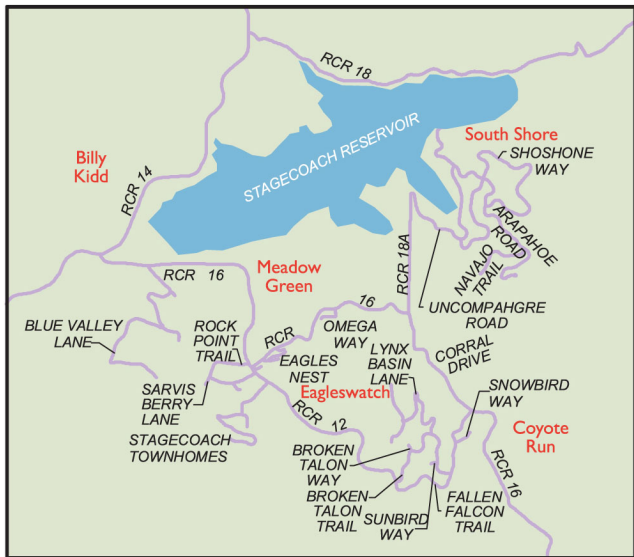 RCR 18
South Shore
SHOSHONE
WAY
Billy
Kidd
STAGECOACH RESERVOIR
RCR 14
ARAPAHOE
ROAD
NAVAJO
TRAIL
RCR 18A
Meadow
Green
RCR 16
UNCOMPAHGRE
ROAD
BLUE VALLEY
LANE
ROCK
POINT
TRAIL
RCR
16
OMEGA
WAY
CORRAL
DRIVE
LYNX
BASIN
LANE
EAGLES
NEST
Eagleswatch
SARVIS
BERRY
LANE
SNOWBIRD
WAY
STAGECOACH
TOWNHOMES
RCR 12
Coyote
Run
BROKEN
TALON
WAY
RCR 16
BROKEN
TALON
TRAIL
SUNBIRD
WAY
FALLEN
FALCON
TRAIL